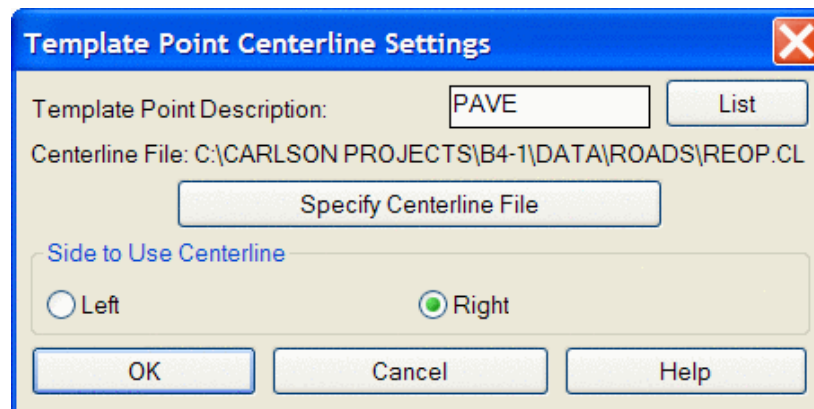 Template Point Centerline Settings
Template Point Description: PAVE List
Centerline File: C:\CARLSON PROJECTS\B4-1\DATA\ROADS\REOP.CL
Specify Centerline File
Side to Use Centerline
Left Right
OK Cancel Help